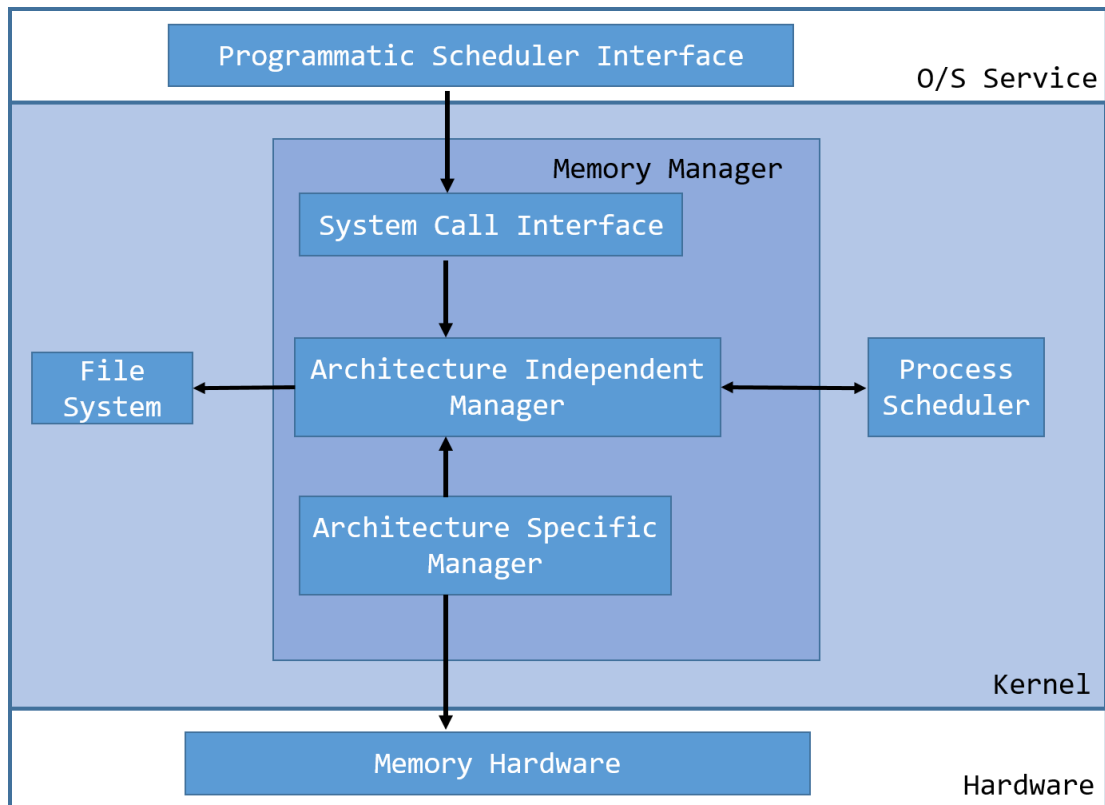 Programmatic Scheduler Interface
O/S Service
Memory Manager
System Call Interface
File
System
Architecture Independent
Manager
Process
Scheduler
Architecture Specific
Manager
Kernel
Memory Hardware
Hardware